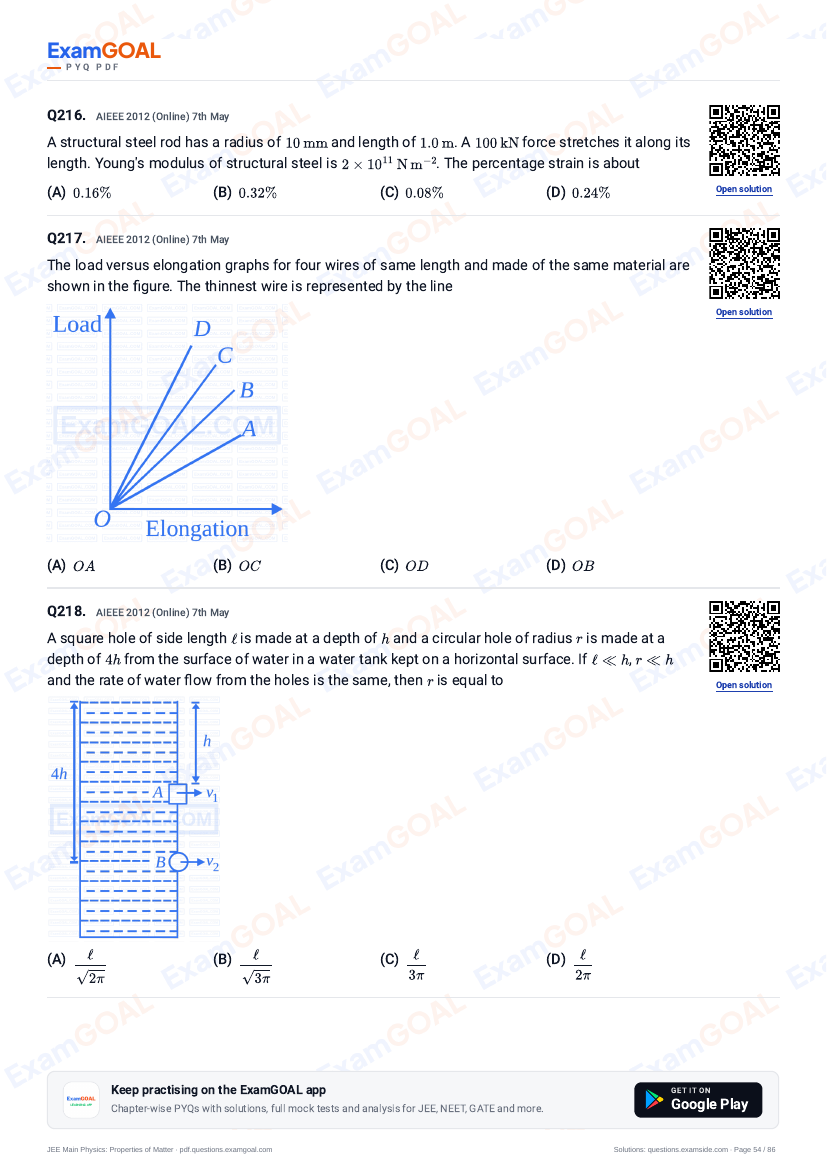 ExamGOAL
PYQ PDF
Q216. AIEEE 2012 (Online) 7th May
A structural steel rod has a radius of 10 mm and length of 1.0 m. A 100 kN force stretches it along its
length. Young's modulus of structural steel is 2 × 10¹¹ N m⁻². The percentage strain is about
(A) 0.16% (B) 0.32% (C) 0.08% (D) 0.24%
Open solution
Q217. AIEEE 2012 (Online) 7th May
The load versus elongation graphs for four wires of same length and made of the same material are
shown in the figure. The thinnest wire is represented by the line
Open solution
Load
D
C
B
A
O
Elongation
ExamGOAL.COM
(A) OA (B) OC (C) OD (D) OB
Q218. AIEEE 2012 (Online) 7th May
A square hole of side length ℓ is made at a depth of h and a circular hole of radius r is made at a
depth of 4h from the surface of water in a water tank kept on a horizontal surface. If ℓ ≪ h, r ≪ h
and the rate of water flow from the holes is the same, then r is equal to
Open solution
h
4h
A v₁
ExamGOAL.COM
B v₂
(A) ℓ/√2π (B) ℓ/√3π (C) ℓ/3π (D) ℓ/2π
Keep practising on the ExamGOAL app
Chapter-wise PYQs with solutions, full mock tests and analysis for JEE, NEET, GATE and more.
GET IT ON
Google Play
JEE Main Physics: Properties of Matter · pdf.questions.examgoal.com
Solutions: questions.examside.com · Page 54 / 86